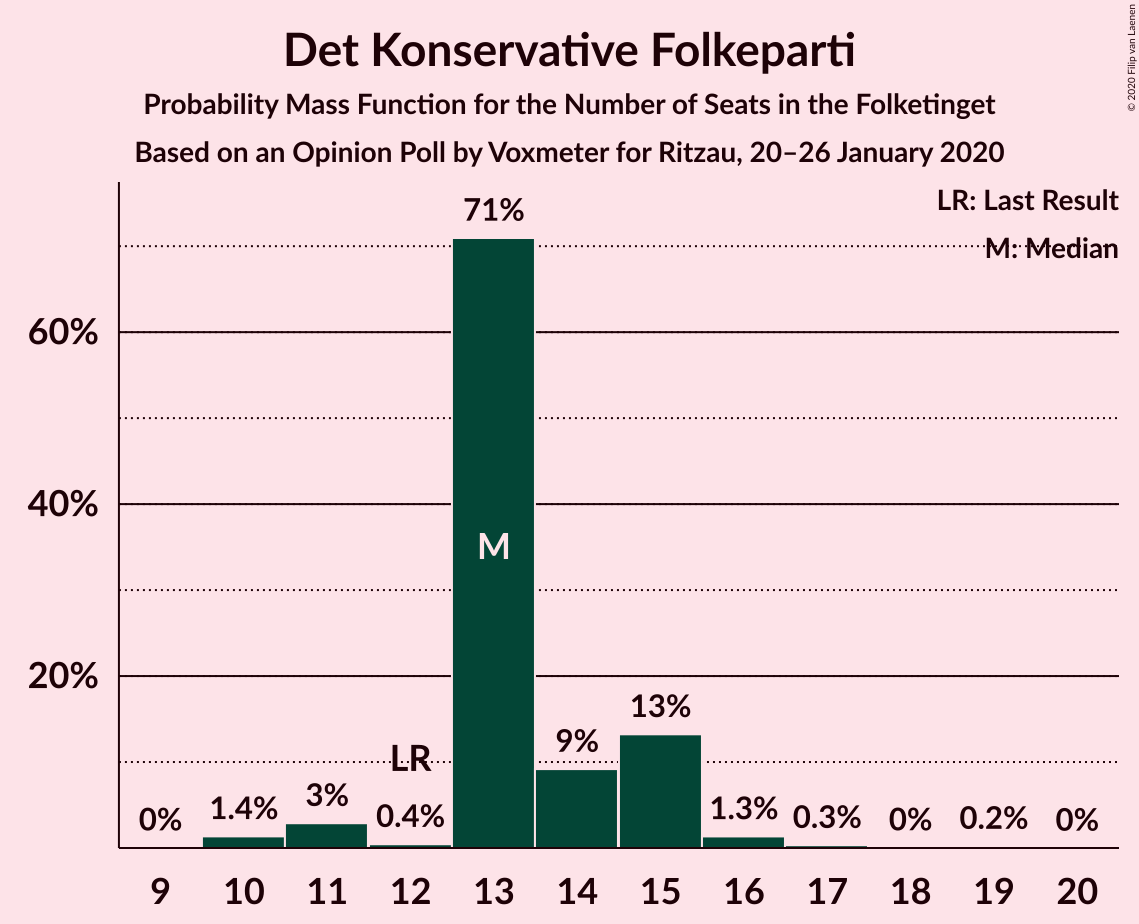 Det Konservative Folkeparti
Probability Mass Function for the Number of Seats in the Folketinget
Based on an Opinion Poll by Voxmeter for Ritzau, 20–26 January 2020
© 2020 Filip van Laenen
LR: Last Result
M: Median
71%
60%
40%
M
20%
13%
9%
LR
3%
0%
1.4%
0.4%
1.3%
0.3%
0%
0.2%
0%
9 10 11 12 13 14 15 16 17 18 19 20